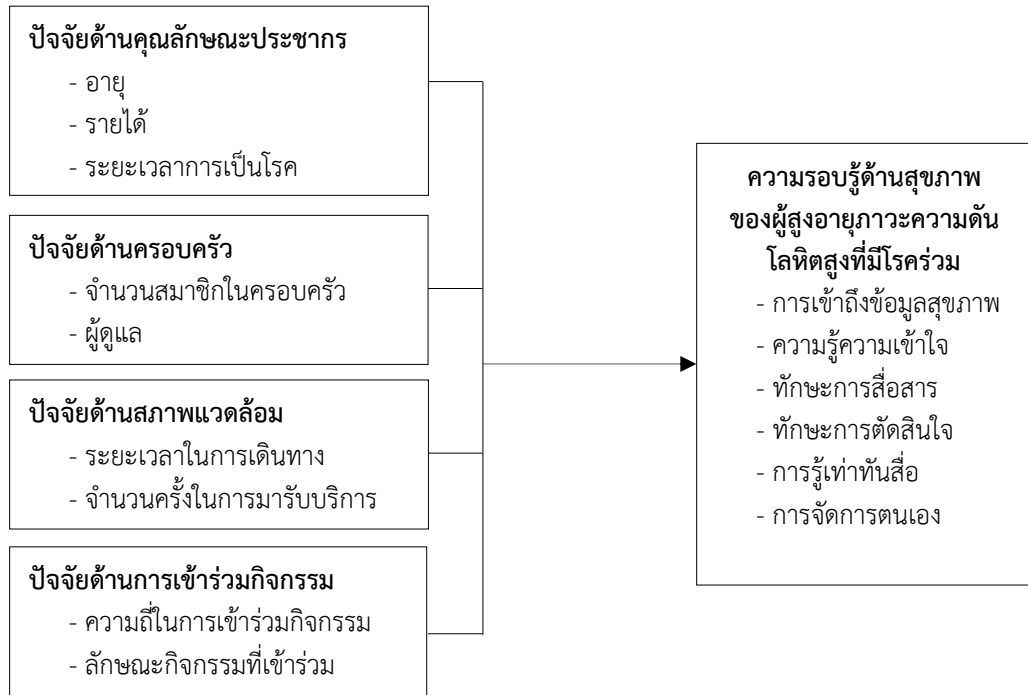 ปัจจัยด้านคุณลักษณะประชากร
- อายุ
- รายได้
- ระยะเวลาการเป็นโรค
ปัจจัยด้านครอบครัว
- จำนวนสมาชิกในครอบครัว
- ผู้ดูแล
ปัจจัยด้านสภาพแวดล้อม
- ระยะเวลาในการเดินทาง
- จำนวนครั้งในการมารับบริการ
ปัจจัยด้านการเข้าร่วมกิจกรรม
- ความถี่ในการเข้าร่วมกิจกรรม
- ลักษณะกิจกรรมที่เข้าร่วม
ความรอบรู้ด้านสุขภาพ
ของผู้สูงอายุภาวะความดัน
โลหิตสูงที่มีโรคร่วม
- การเข้าถึงข้อมูลสุขภาพ
- ความรู้ความเข้าใจ
- ทักษะการสื่อสาร
- ทักษะการตัดสินใจ
- การรู้เท่าทันสื่อ
- การจัดการตนเอง